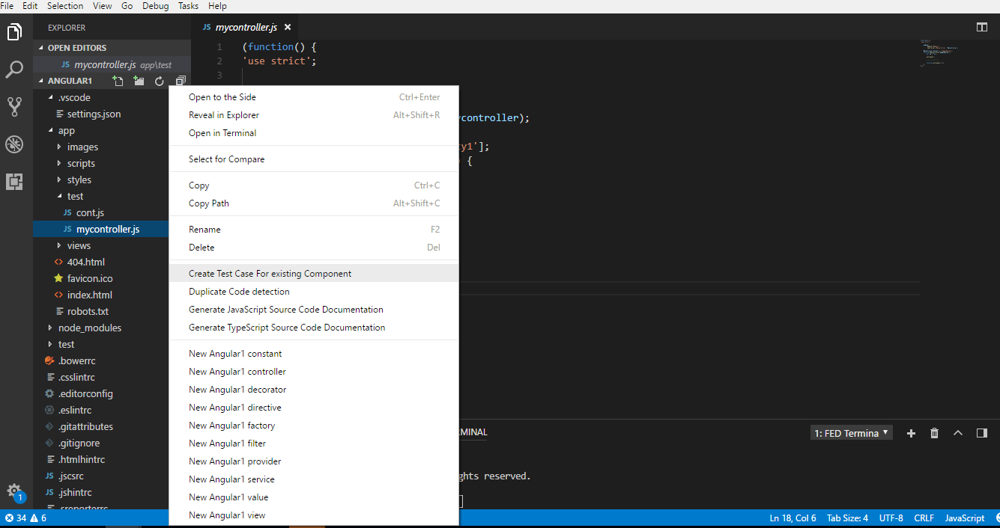 File Edit Selection View Go Debug Tasks Help
EXPLORER
OPEN EDITORS
JS mycontroller.js app\test
ANGULAR1
.vscode
settings.json
app
images
scripts
styles
test
JS cont.js
JS mycontroller.js
views
404.html
favicon.ico
index.html
robots.txt
node_modules
test
.bowerrc
.csslintrc
.editorconfig
.eslintrc
.gitattributes
.gitignore
.htmlhintrc
JS .jscsrc
JS .jshintrc
1
JS mycontroller.js
1 (function() {
2 'use strict';
3
controller);
y1'];
{
Open to the Side Ctrl+Enter
Reveal in Explorer Alt+Shift+R
Open in Terminal
Select for Compare
Copy Ctrl+C
Copy Path Alt+Shift+C
Rename F2
Delete Del
Create Test Case For existing Component
Duplicate Code detection
Generate JavaScript Source Code Documentation
Generate TypeScript Source Code Documentation
New Angular1 constant
New Angular1 controller
New Angular1 decorator
New Angular1 directive
New Angular1 factory
New Angular1 filter
New Angular1 provider
New Angular1 service
New Angular1 value
New Angular1 view
MINAL
1: FED Termina
ghts reserved.
34 6
Ln 18, Col 6 Tab Size: 4 UTF-8 CRLF JavaScript